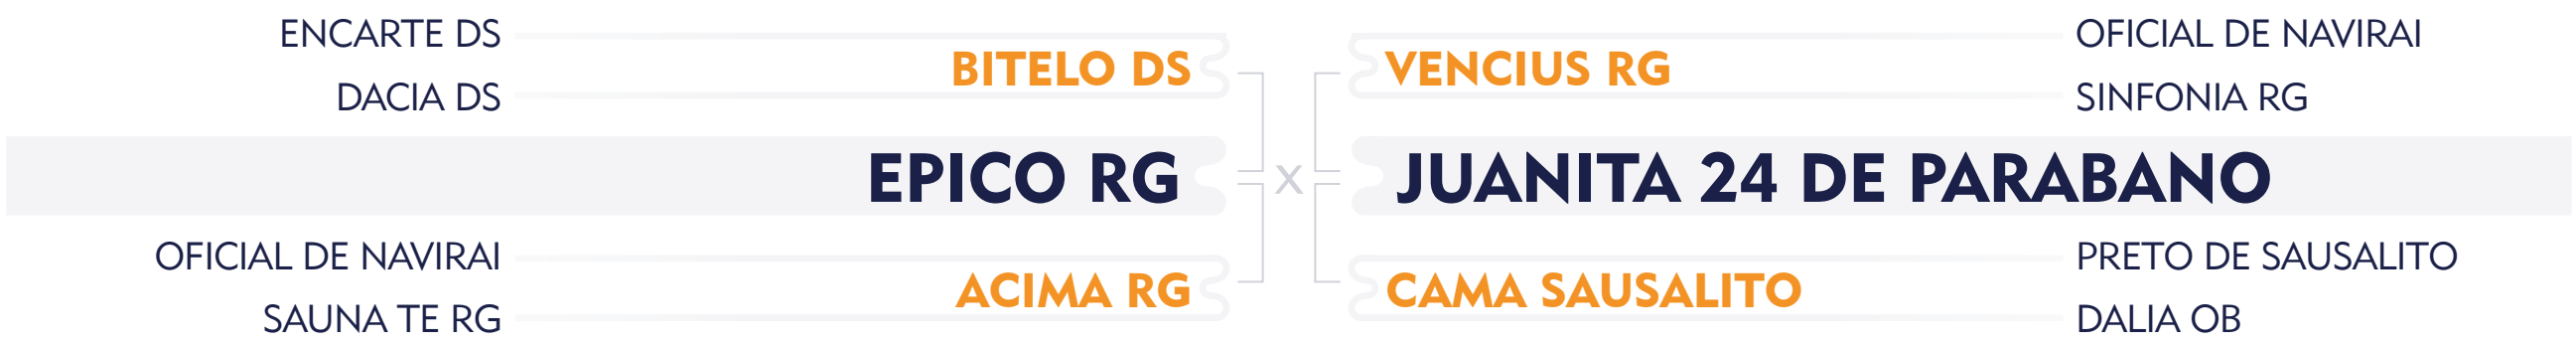 ENCARTE DS
DACIA DS
BITELO DS
EPICO RG
OFICIAL DE NAVIRAI
SAUNA TE RG
ACIMA RG
x
VENCIUS RG
OFICIAL DE NAVIRAI
SINFONIA RG
JUANITA 24 DE PARABANO
CAMA SAUSALITO
PRETO DE SAUSALITO
DALIA OB